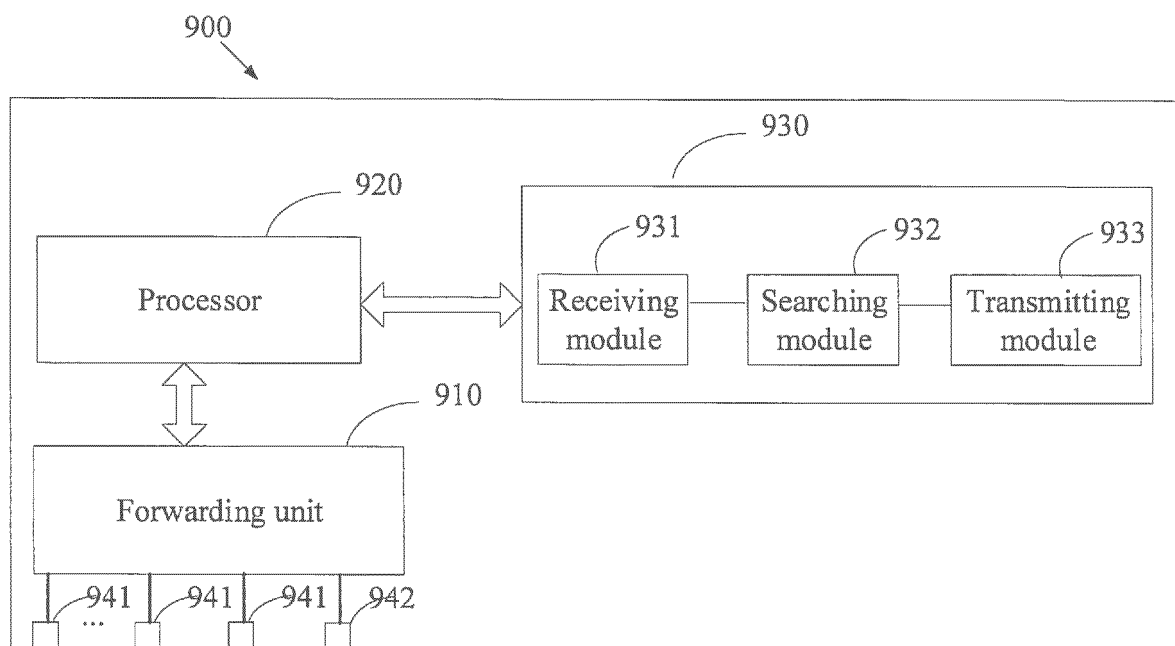 900
930
920
931
932
933
Processor
Receiving
module
Searching
module
Transmitting
module
910
Forwarding unit
941
...
941
941
942